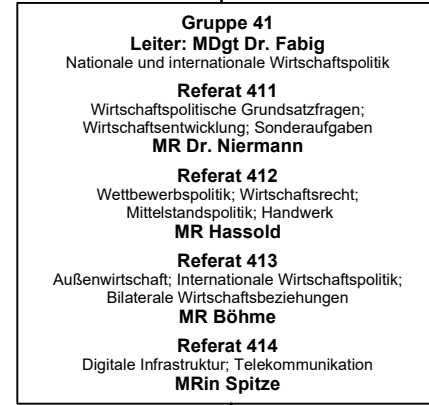 Gruppe 41
Leiter: MDgt Dr. Fabig
Nationale und internationale Wirtschaftspolitik
Referat 411
Wirtschaftspolitische Grundsatzfragen;
Wirtschaftsentwicklung; Sonderaufgaben
MR Dr. Niermann
Referat 412
Wettbewerbspolitik; Wirtschaftsrecht;
Mittelstandspolitik; Handwerk
MR Hassold
Referat 413
Außenwirtschaft; Internationale Wirtschaftspolitik;
Bilaterale Wirtschaftsbeziehungen
MR Böhme
Referat 414
Digitale Infrastruktur; Telekommunikation
MRin Spitze